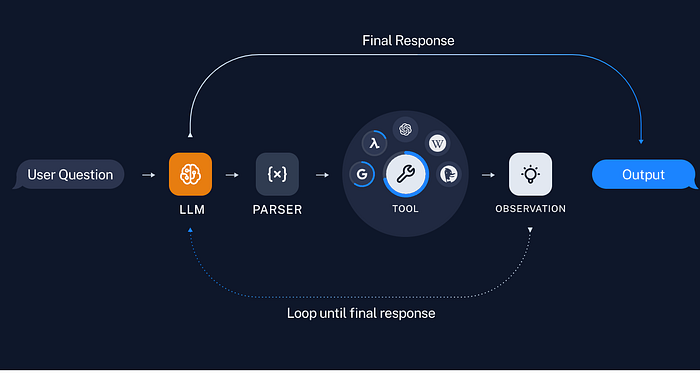 Final Response
User Question
LLM
{x}
PARSER
λ
G
W
TOOL
OBSERVATION
Output
Loop until final response